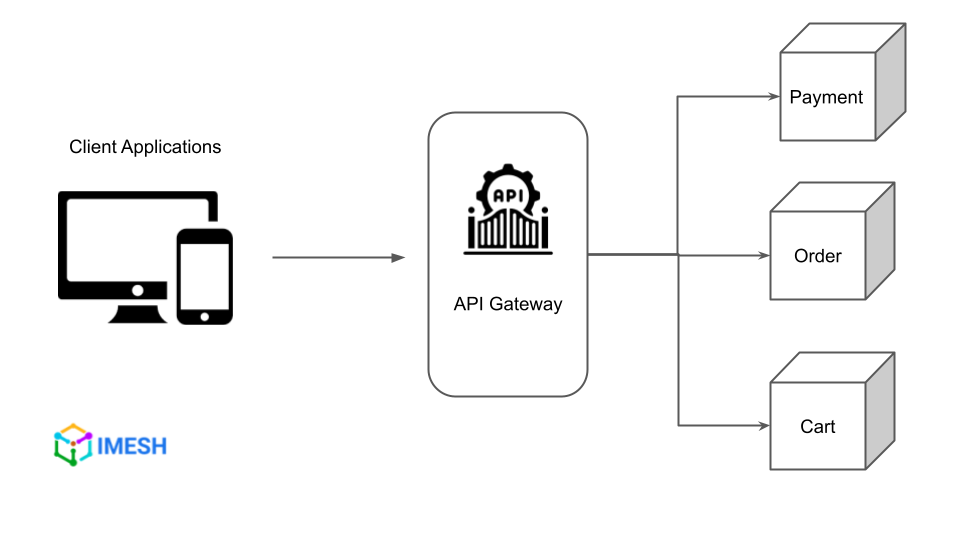 Client Applications
API
API Gateway
Payment
Order
Cart
IMESH